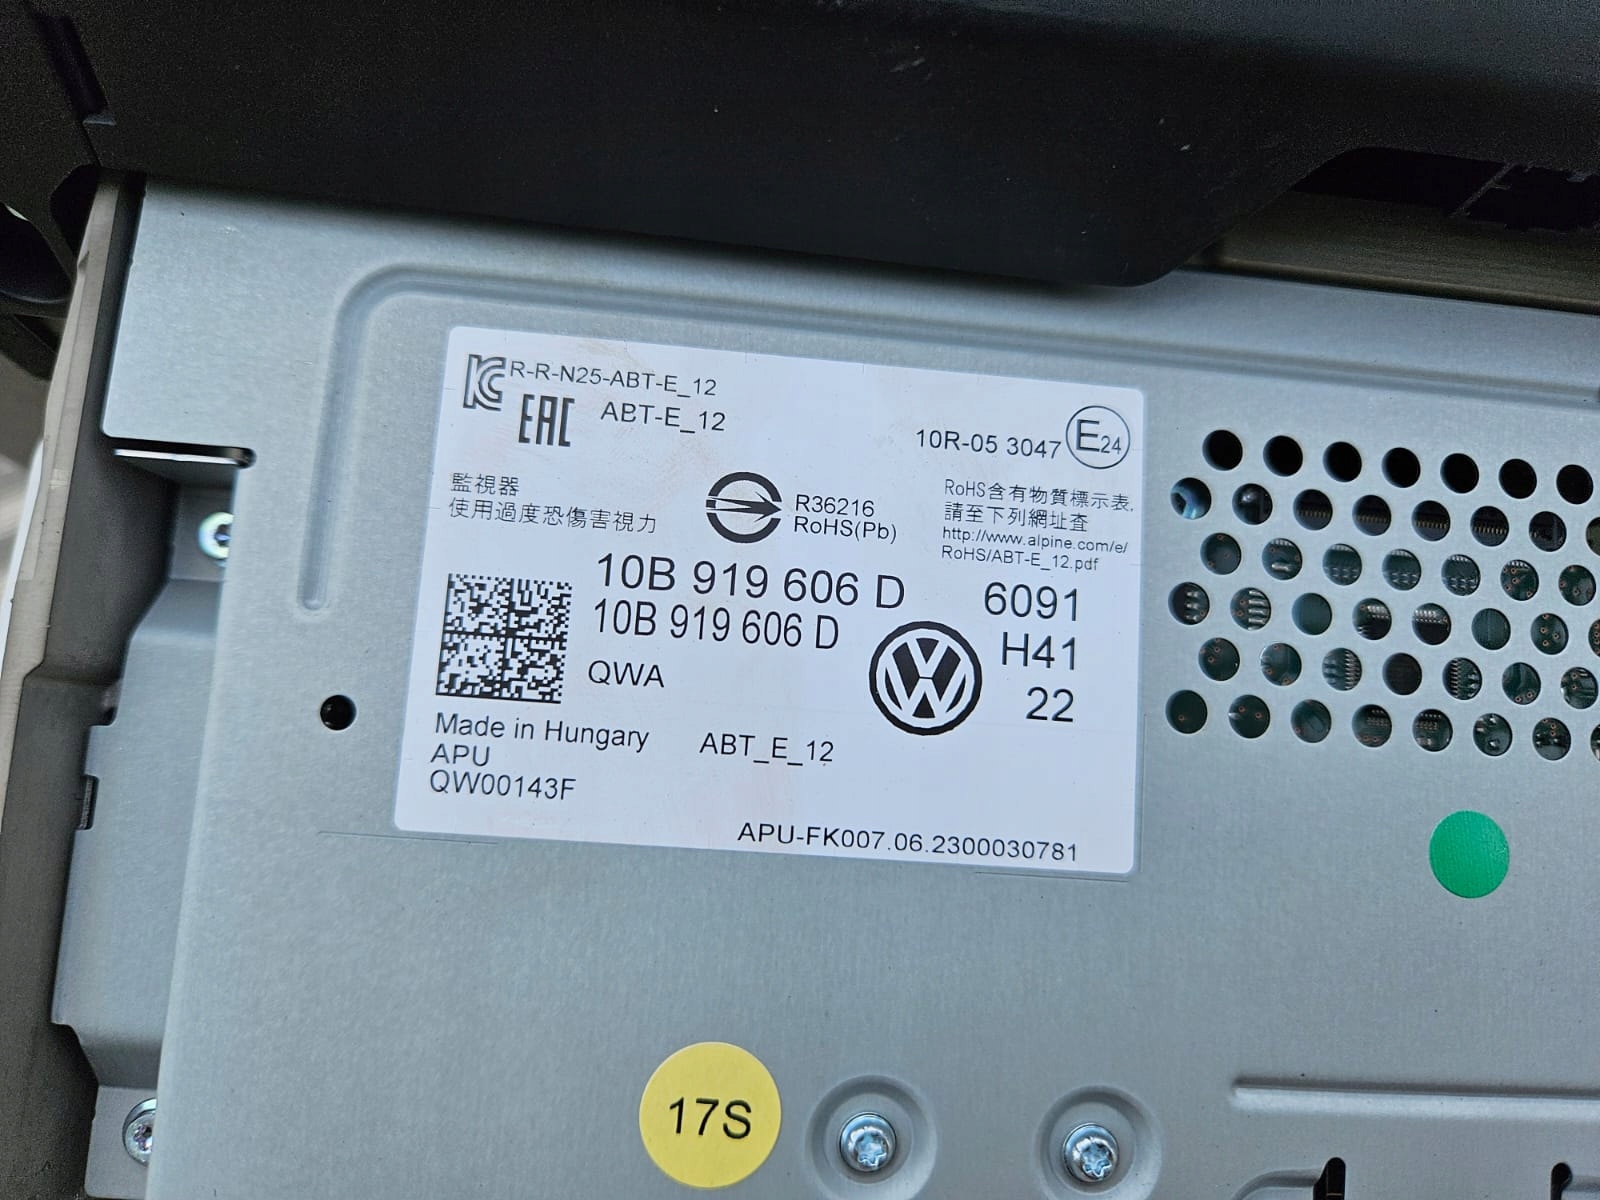 R-R-N25-ABT-E_12
EAC ABT-E_12
10R-05 3047 E24
監視器
使用過度恐傷害視力
R36216
RoHS(Pb)
RoHS含有物質標示表,
請至下列網址查
http://www.alpine.com/e/
RoHS/ABT-E_12.pdf
10B 919 606 D
10B 919 606 D
QWA
6091
H41
22
Made in Hungary
APU
QW00143F
ABT_E_12
APU-FK007.06.2300030781
17S